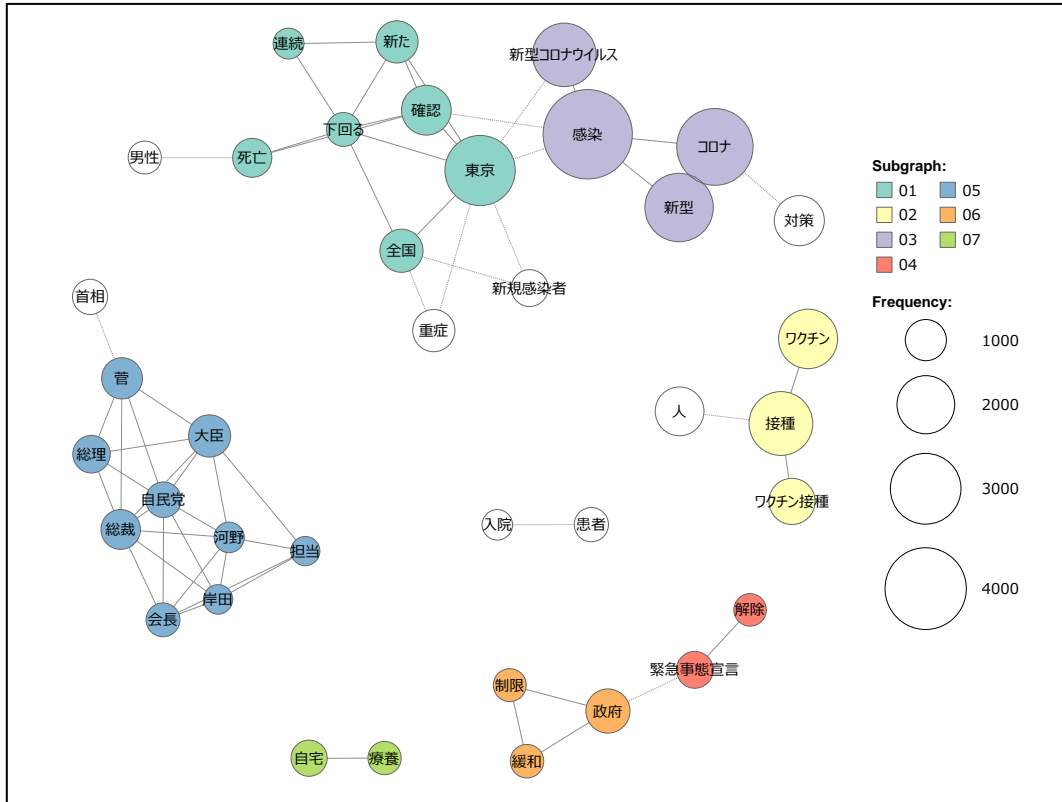 連続
新た
新型コロナウイルス
確認
下回る
感染
コロナ
男性
死亡
東京
新型
対策
全国
新規感染者
重症
首相
菅
大臣
総理
自民党
総裁
河野
担当
岸田
会長
ワクチン
人
接種
ワクチン接種
入院
患者
解除
緊急事態宣言
制限
政府
緩和
自宅
療養
Subgraph:
01
05
02
06
03
07
04
Frequency:
1000
2000
3000
4000